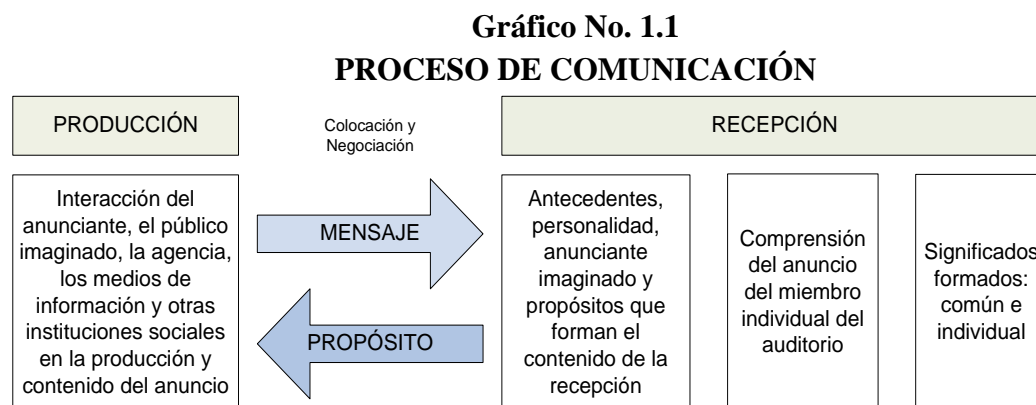 Gráfico No. 1.1
PROCESO DE COMUNICACIÓN
PRODUCCIÓN
Colocación y
Negociación
RECEPCIÓN
Interacción del
anunciante, el público
imaginado, la agencia,
los medios de
información y otras
instituciones sociales
en la producción y
contenido del anuncio
MENSAJE
PROPÓSITO
Antecedentes,
personalidad,
anunciante
imaginado y
propósitos que
forman el
contenido de la
recepción
Comprensión
del anuncio
del miembro
individual del
auditorio
Significados
formados:
común e
individual